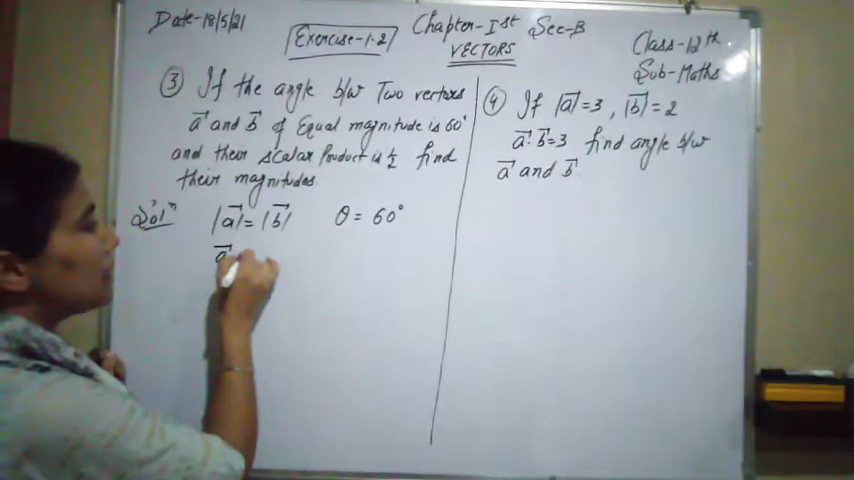 Date-18/5/21
Exercise-1.2
Chapter-Ist Sec-B
VECTORS
Class-12th
Sub-Maths
③ If the angle b/w Two vectors
a⃗ and b⃗ of Equal magnitude is 60°
and their scalar Product is ½ find
their magnitudes.
Solⁿ |a⃗|=|b⃗| θ = 60°
a⃗
④ If |a⃗|=3, |b⃗|=2
a⃗.b⃗=3 find angle b/w
a⃗ and b⃗.